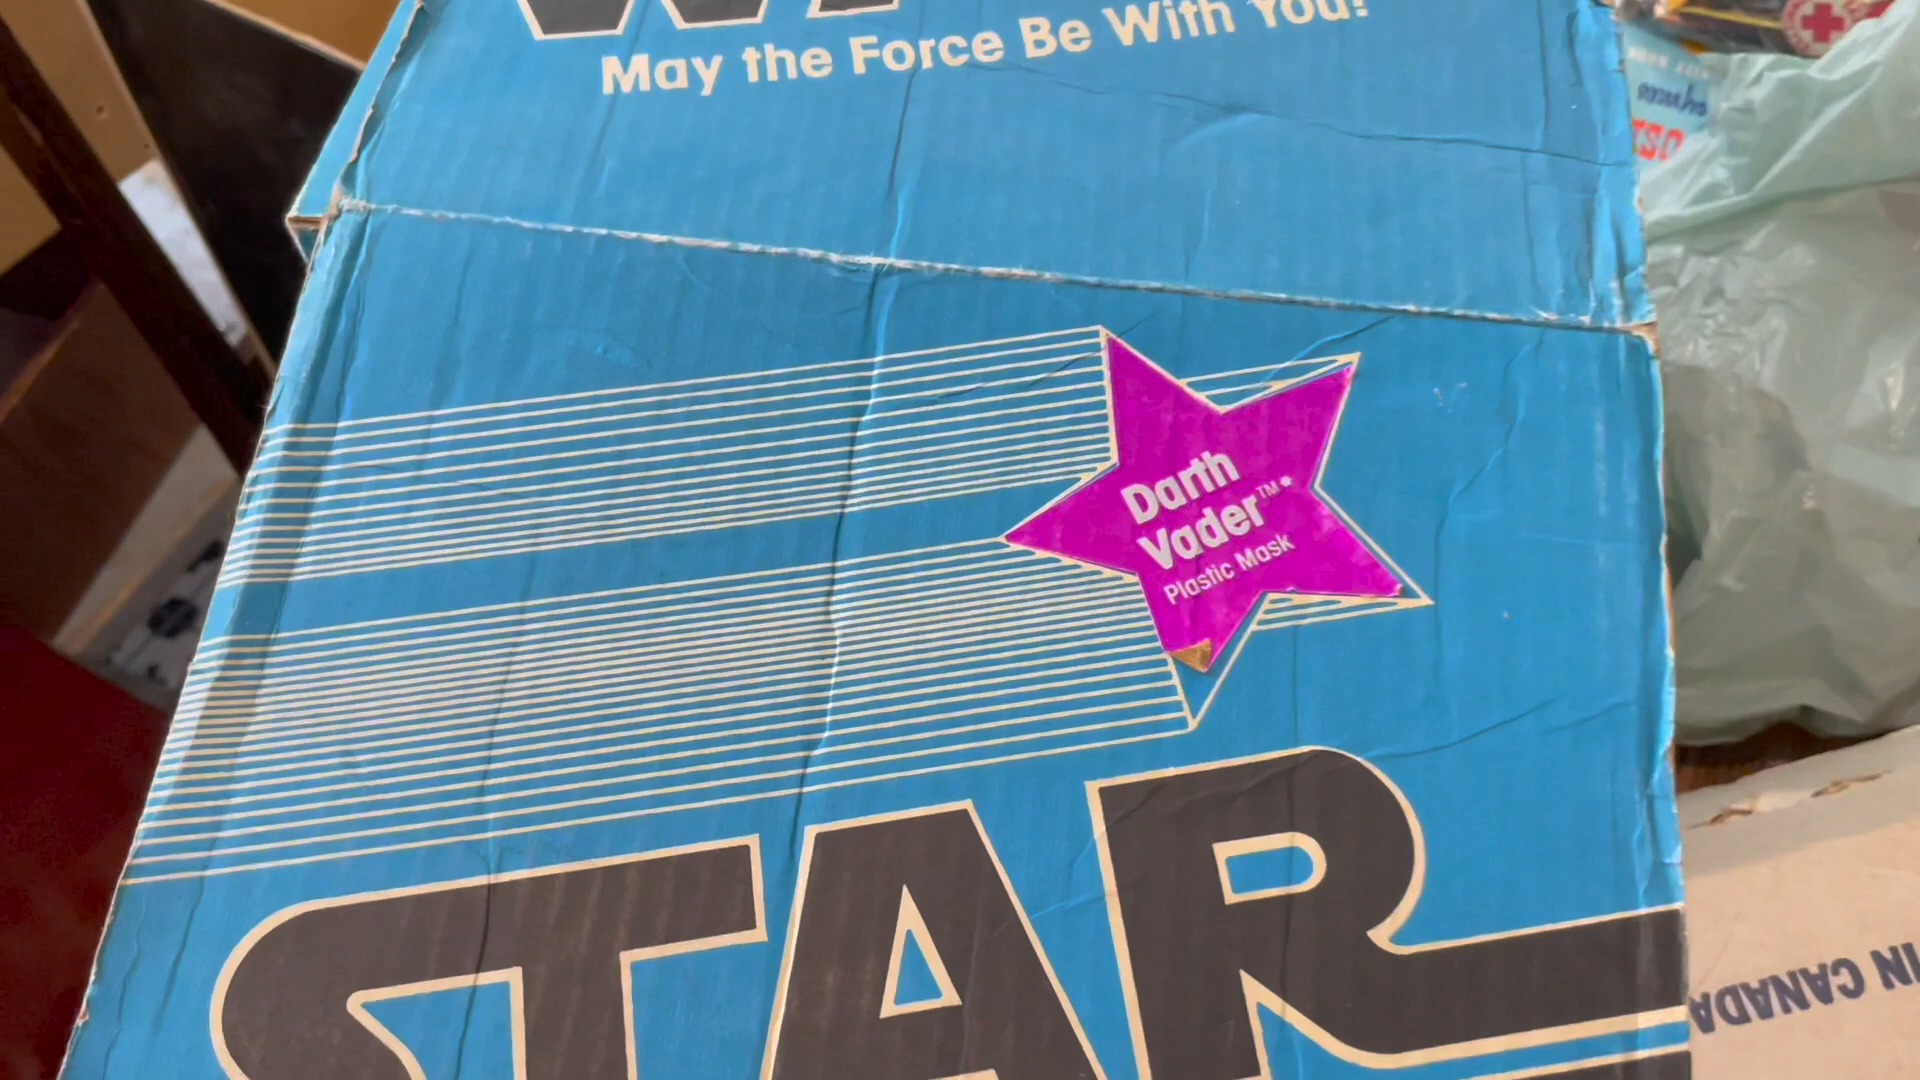 May the Force Be With You!
Darth
Vader™*
Plastic Mask
STAR
IN CANADA